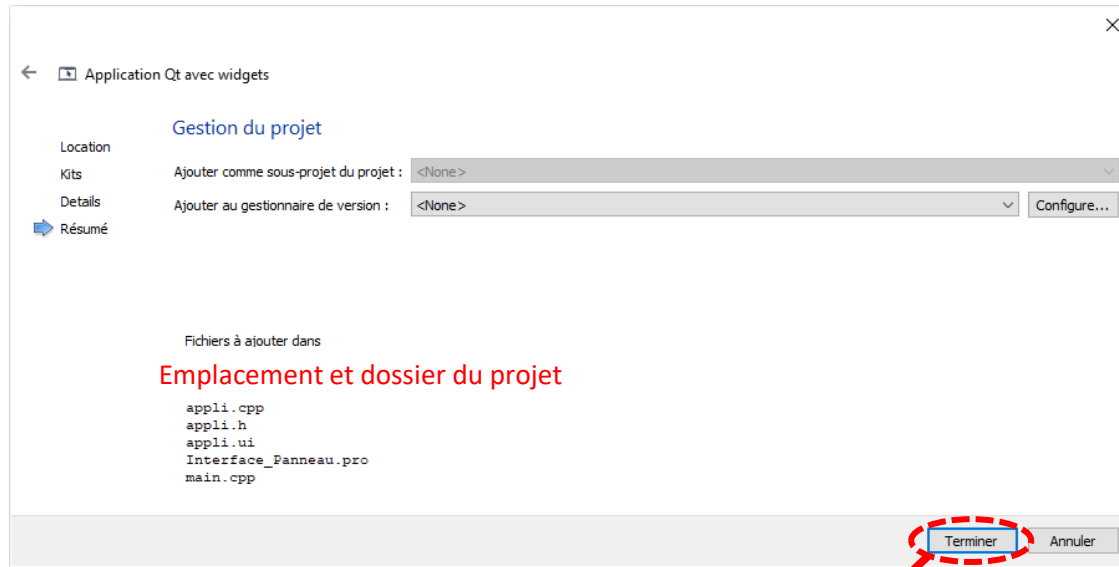 Application Qt avec widgets
Location
Kits
Details
Résumé
Gestion du projet
Ajouter comme sous-projet du projet : <None>
Ajouter au gestionnaire de version : <None> Configure...
Fichiers à ajouter dans
Emplacement et dossier du projet
appli.cpp
appli.h
appli.ui
Interface_Panneau.pro
main.cpp
Terminer Annuler